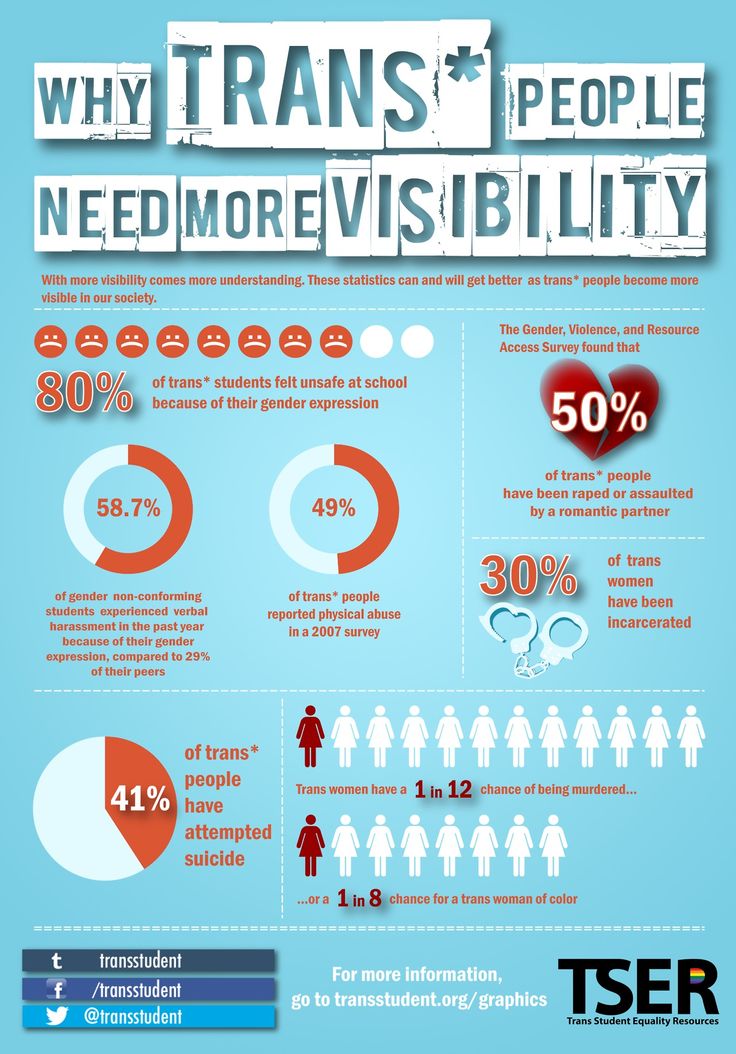 WHY TRANS* PEOPLE
NEED MORE VISIBILITY
With more visibility comes more understanding. These statistics can and will get better as trans* people become more
visible in our society.
80%
of trans* students felt unsafe at school
because of their gender expression
58.7%
of gender non-conforming
students experienced verbal
harassment in the past year
because of their gender
expression, compared to 29%
of their peers
49%
of trans* people
reported physical abuse
in a 2007 survey
The Gender, Violence, and Resource
Access Survey found that
50%
of trans* people
have been raped or assaulted
by a romantic partner
30%
of trans
women
have been
incarcerated
41%
of trans*
people
have
attempted
suicide
Trans women have a 1 in 12 chance of being murdered...
...or a 1 in 8 chance for a trans woman of color
t transstudent
f /transstudent
@transstudent
For more information,
go to transstudent.org/graphics
TSER
Trans Student Equality Resources